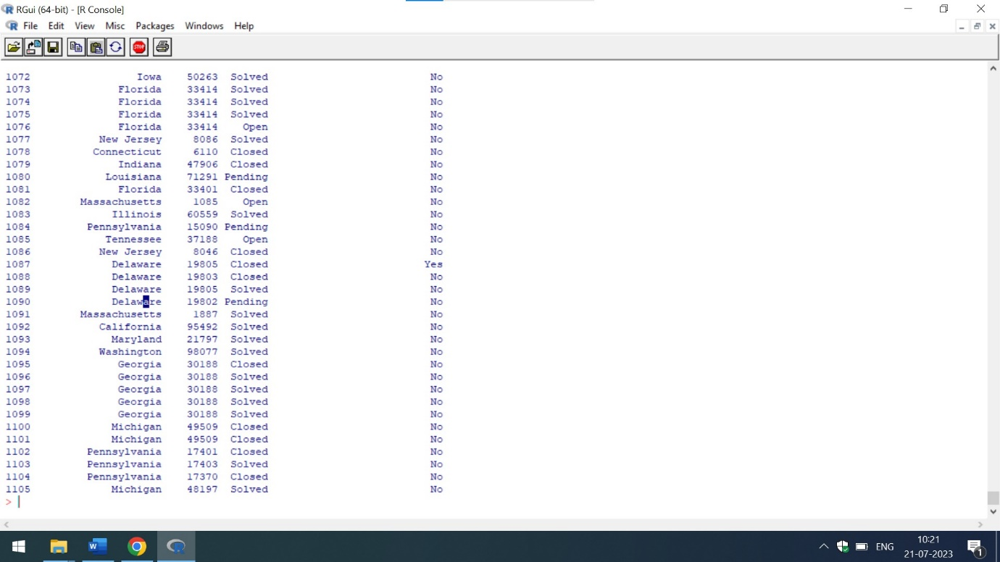 RGui (64-bit) - [R Console]
File Edit View Misc Packages Windows Help
STOP
1072 Iowa 50263 Solved No
1073 Florida 33414 Solved No
1074 Florida 33414 Solved No
1075 Florida 33414 Solved No
1076 Florida 33414 Open No
1077 New Jersey 8086 Solved No
1078 Connecticut 6110 Closed No
1079 Indiana 47906 Closed No
1080 Louisiana 71291 Pending No
1081 Florida 33401 Closed No
1082 Massachusetts 1085 Open No
1083 Illinois 60559 Solved No
1084 Pennsylvania 15090 Pending No
1085 Tennessee 37188 Open No
1086 New Jersey 8046 Closed No
1087 Delaware 19805 Closed Yes
1088 Delaware 19803 Closed No
1089 Delaware 19805 Solved No
1090 Delaware 19802 Pending No
1091 Massachusetts 1887 Solved No
1092 California 95492 Solved No
1093 Maryland 21797 Solved No
1094 Washington 98077 Solved No
1095 Georgia 30188 Closed No
1096 Georgia 30188 Solved No
1097 Georgia 30188 Solved No
1098 Georgia 30188 Solved No
1099 Georgia 30188 Solved No
1100 Michigan 49509 Closed No
1101 Michigan 49509 Closed No
1102 Pennsylvania 17401 Closed No
1103 Pennsylvania 17403 Solved No
1104 Pennsylvania 17370 Closed No
1105 Michigan 48197 Solved No
>
ENG 10:21
21-07-2023 1